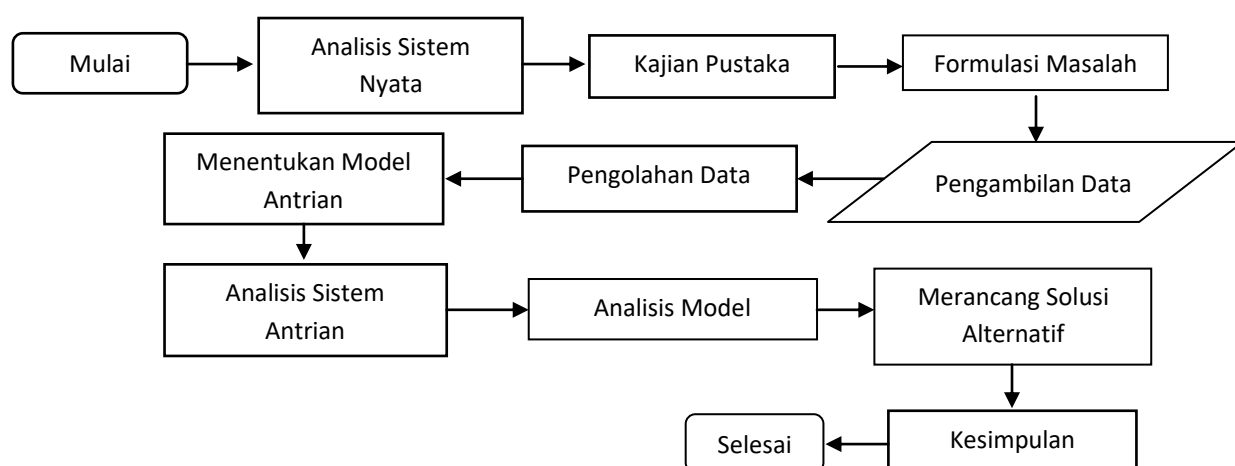 Mulai
Analisis Sistem
Nyata
Kajian Pustaka
Formulasi Masalah
Pengambilan Data
Pengolahan Data
Menentukan Model
Antrian
Analisis Sistem
Antrian
Analisis Model
Merancang Solusi
Alternatif
Kesimpulan
Selesai